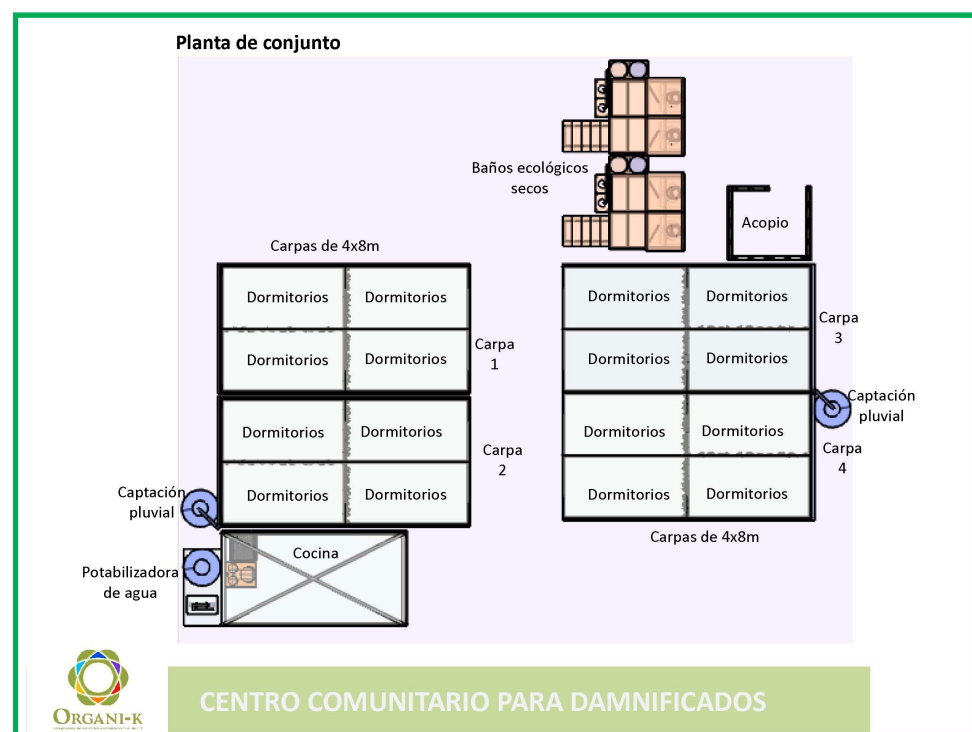 Planta de conjunto
Baños ecológicos
secos
Acopio
Carpas de 4x8m
Dormitorios Dormitorios
Dormitorios Dormitorios
Carpa
1
Dormitorios Dormitorios
Dormitorios Dormitorios
Carpa
2
Dormitorios Dormitorios
Dormitorios Dormitorios
Carpa
3
Captación
pluvial
Dormitorios Dormitorios
Dormitorios Dormitorios
Carpa
4
Carpas de 4x8m
Captación
pluvial
Cocina
Potabilizadora
de agua
ORGANI-K
CENTRO COMUNITARIO PARA DAMNIFICADOS